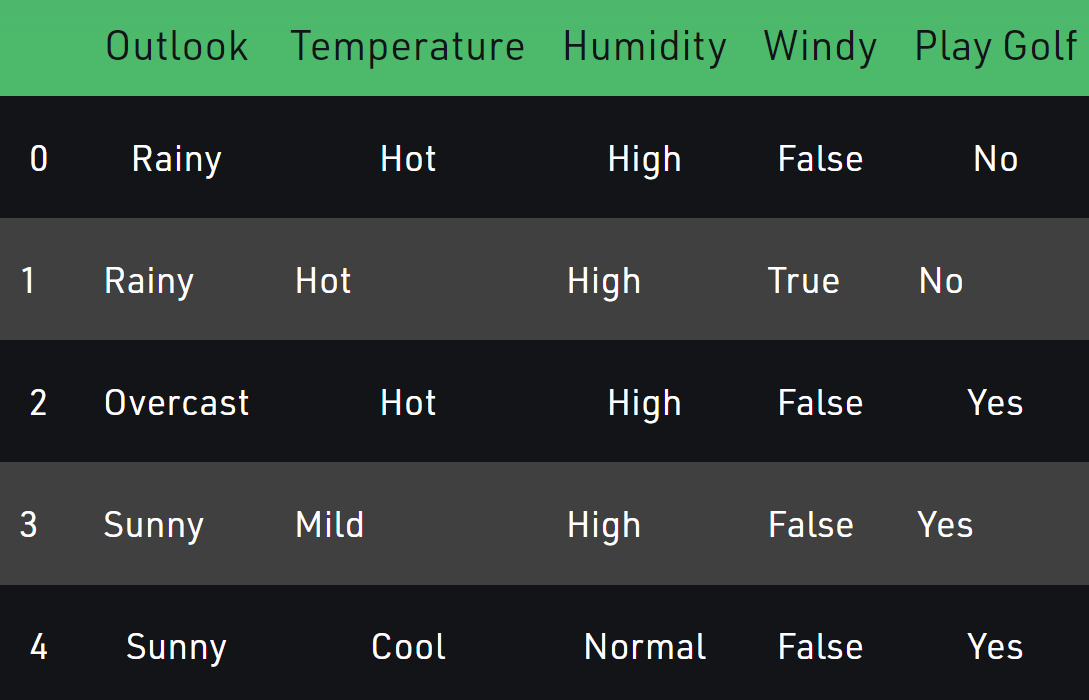 Outlook Temperature Humidity Windy Play Golf
0 Rainy Hot High False No
1 Rainy Hot High True No
2 Overcast Hot High False Yes
3 Sunny Mild High False Yes
4 Sunny Cool Normal False Yes